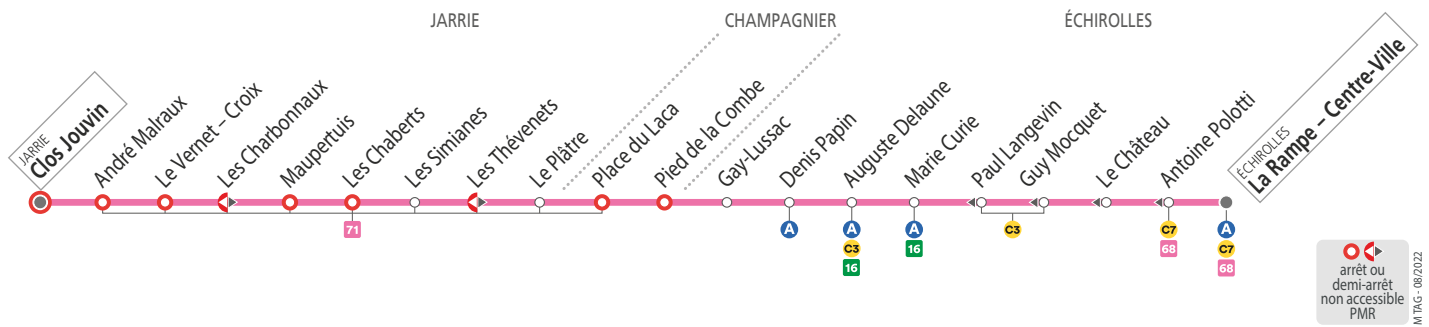 JARRIE
CHAMPAGNIER
ÉCHIROLLES
JARRIE
Clos Jouvin
André Malraux
Le Vernet – Croix
Les Charbonnaux
Maupertuis
Les Chaberts
Les Simianes
Les Thévenets
Le Plâtre
Place du Laca
Pied de la Combe
Gay-Lussac
Denis Papin
Auguste Delaune
Marie Curie
Paul Langevin
Guy Mocquet
Le Château
Antoine Polotti
ÉCHIROLLES
La Rampe – Centre-Ville
71
A
A
C3
16
A
16
C3
C7
68
A
C7
68
arrêt ou
demi-arrêt
non accessible
PMR
M TAG - 08/2022